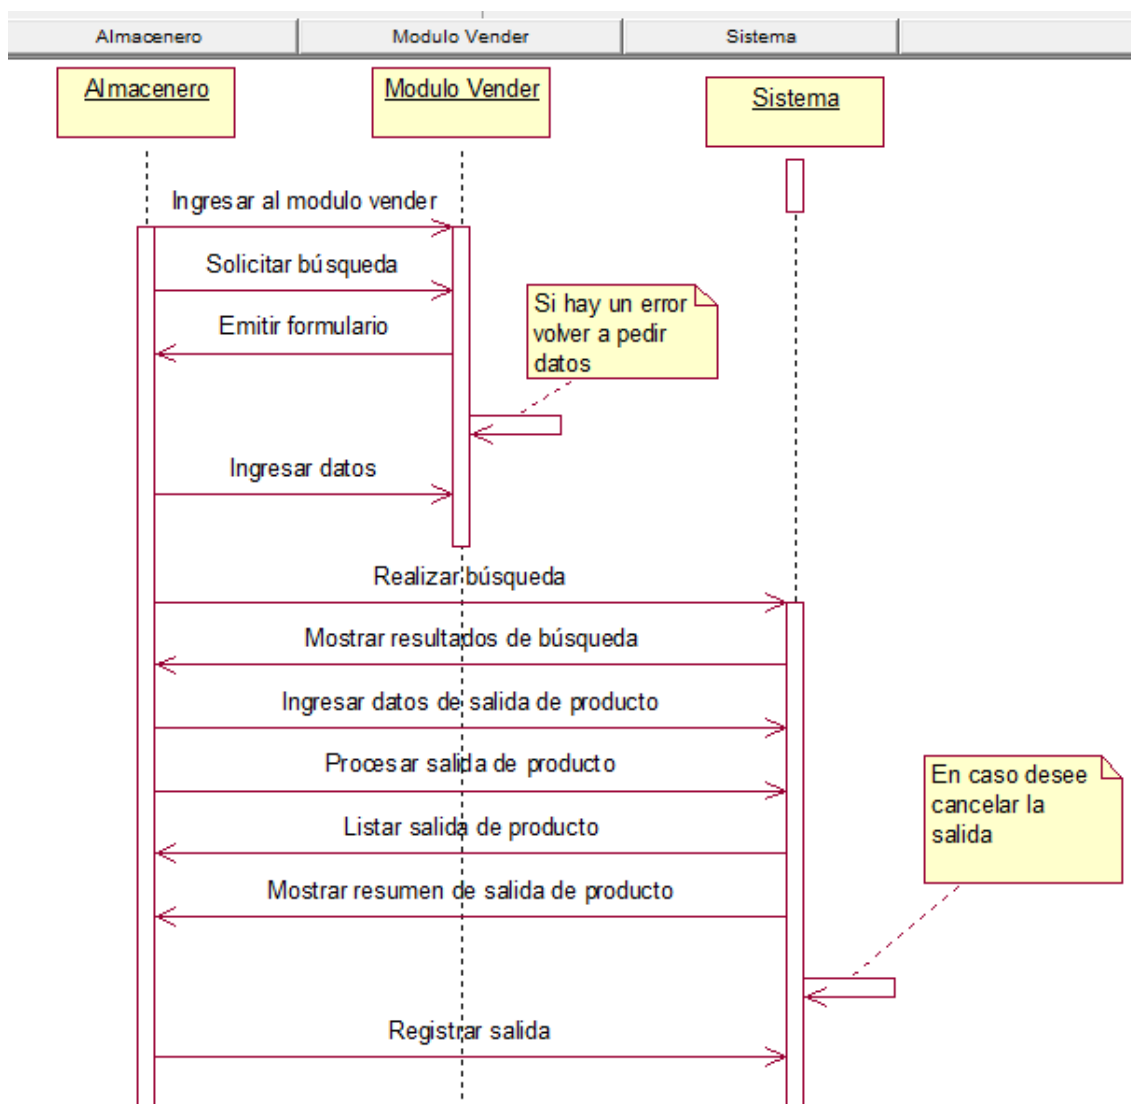 Almacenero
Modulo Vender
Sistema
Almacenero
Modulo Vender
Sistema
Ingresar al modulo vender
Solicitar búsqueda
Emitir formulario
Si hay un error
volver a pedir
datos
Ingresar datos
Realizar búsqueda
Mostrar resultados de búsqueda
Ingresar datos de salida de producto
Procesar salida de producto
En caso desee
cancelar la
salida
Listar salida de producto
Mostrar resumen de salida de producto
Registrar salida